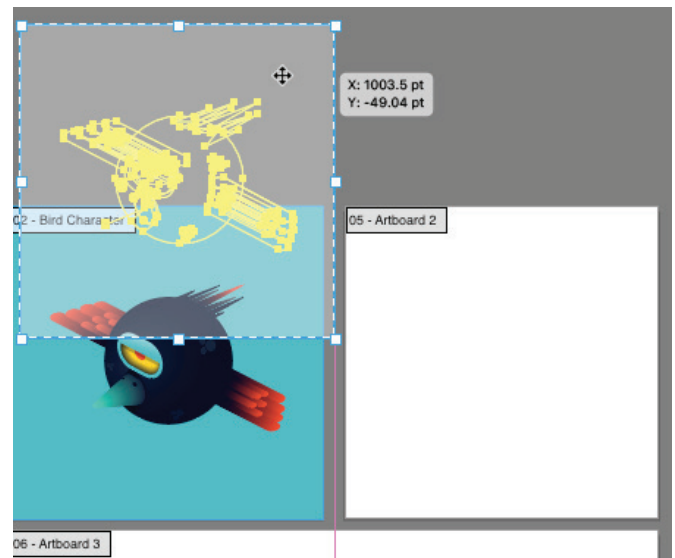 X: 1003.5 pt
Y: -49.04 pt
02 - Bird Character
05 - Artboard 2
06 - Artboard 3